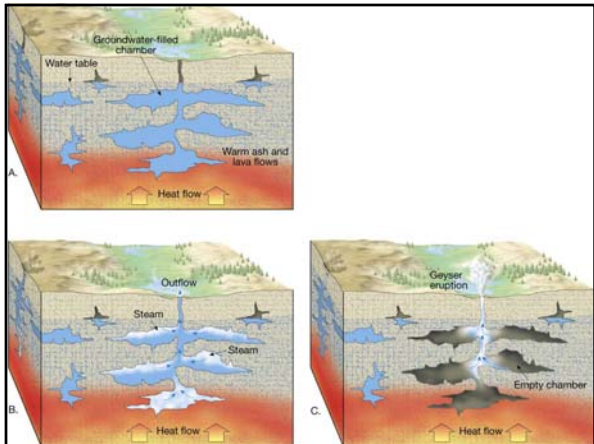 Groundwater-filled
chamber
Water table
Warm ash and
lava flows
A.
Heat flow
Outflow
Steam
Steam
B.
Heat flow
Geyser
eruption
Empty chamber
C.
Heat flow